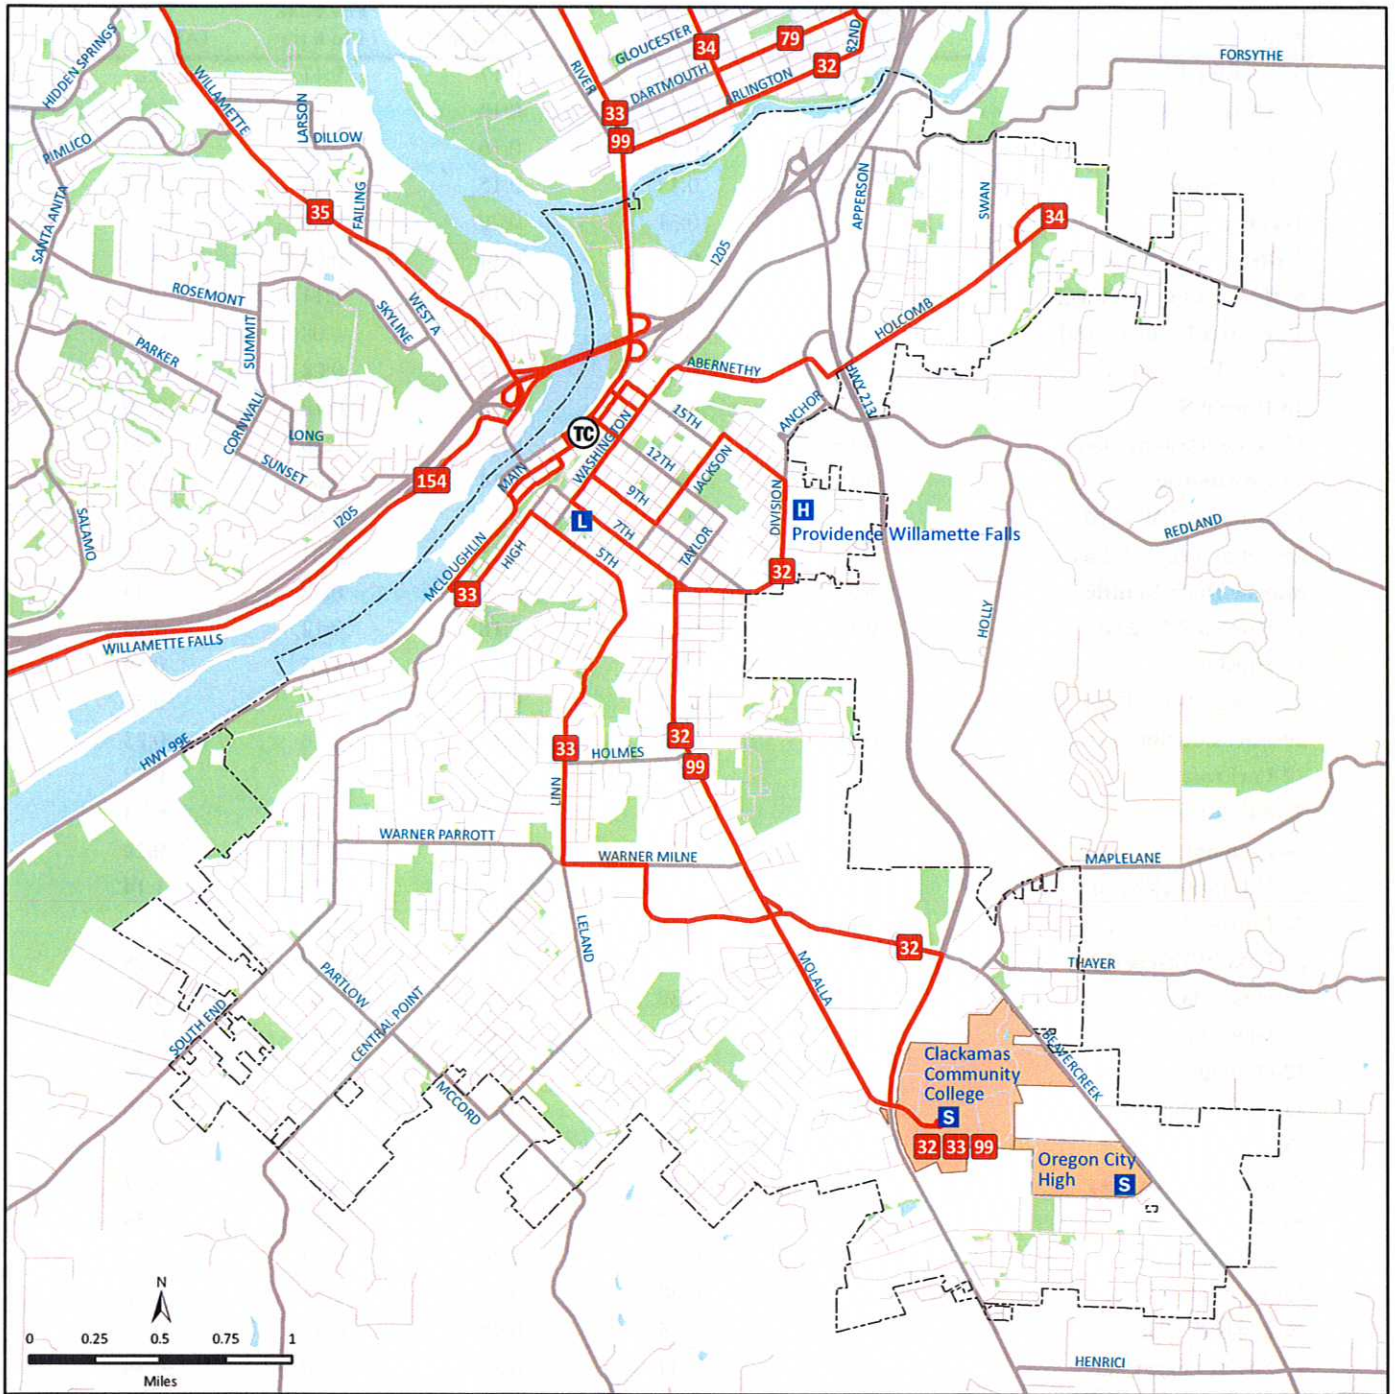 HIDDEN SPRINGS
WILLAMETTE
GLOUCESTER
34
79
82ND
FORSYTHE
RIVER
DARTMOUTH
32
LARSON
RLINGTON
PIMLICO
DILLOW
33
99
SANTA ANITA
FAILING
35
APPERSON
SWAN
34
I205
ROSEMONT
WEST A
SKYLINE
HOLCOMB
PARKER
SUMMIT
ABERNETHY
HWY 213
CORNWALL
LONG
SUNSET
TC
WASHINGTON
15TH
ANCHOR
12TH
JACKSON
154
MAIN
9TH
DIVISION
SALAMO
I205
L
7TH
H
Providence Willamette Falls
REDLAND
MCLOUGHLIN
HIGH
5TH
TAYLOR
32
33
HOLLY
WILLAMETTE FALLS
HWY 99E
33
HOLMES
32
99
LINN
WARNER PARROTT
WARNER MILNE
MAPLELANE
LELAND
32
MOLALLA
THAYER
PARTLOW
SOUTH END
CENTRAL POINT
MCCORD
BEAVERCREEK
Clackamas
Community
College
S
32 33 99
Oregon City
High
S
N
0 0.25 0.5 0.75 1
Miles
HENRICI